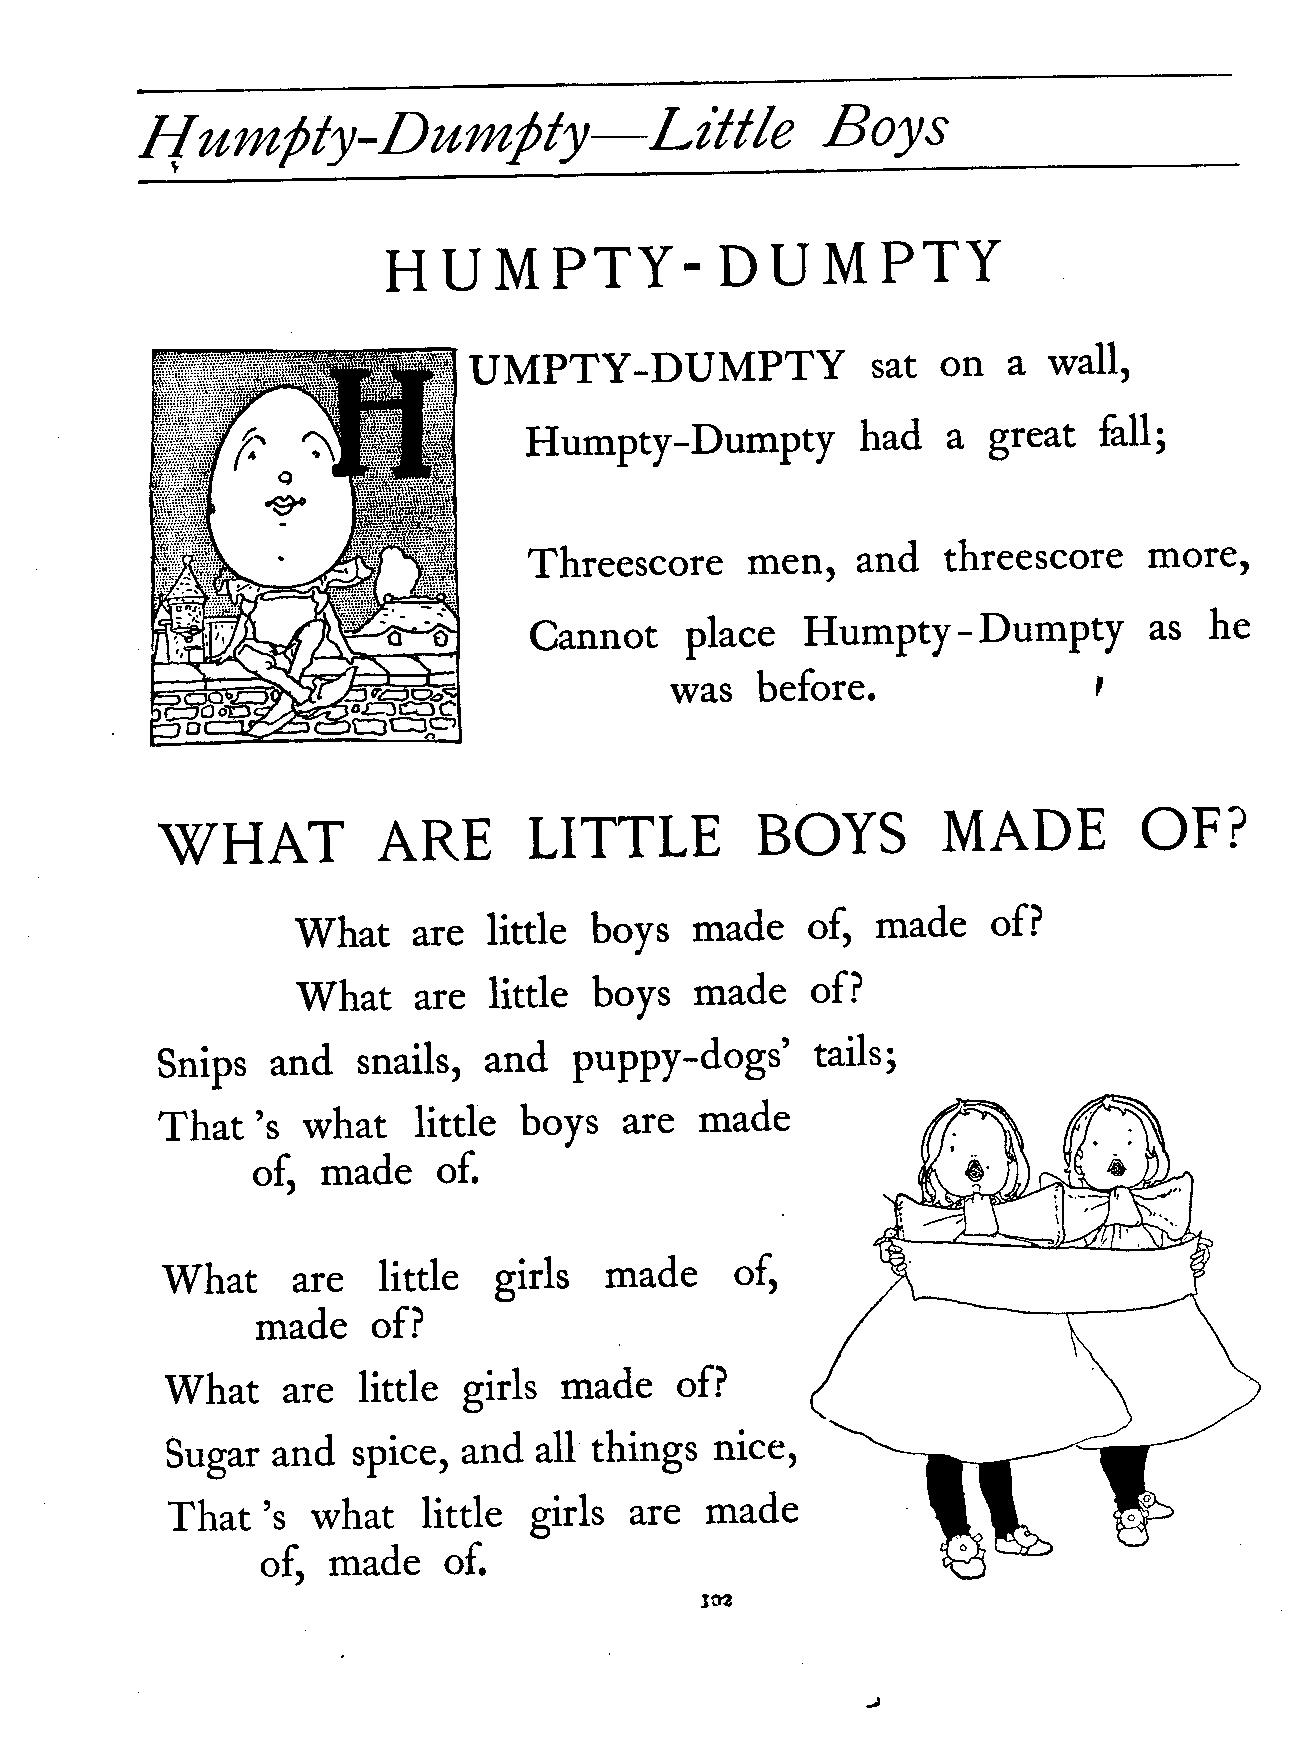 Humpty-Dumpty—Little Boys
HUMPTY-DUMPTY
HUMPTY-DUMPTY sat on a wall,
Humpty-Dumpty had a great fall;
Threescore men, and threescore more,
Cannot place Humpty-Dumpty as he
was before.
WHAT ARE LITTLE BOYS MADE OF?
What are little boys made of, made of?
What are little boys made of?
Snips and snails, and puppy-dogs' tails;
That 's what little boys are made
of, made of.
What are little girls made of,
made of?
What are little girls made of?
Sugar and spice, and all things nice,
That 's what little girls are made
of, made of.
102